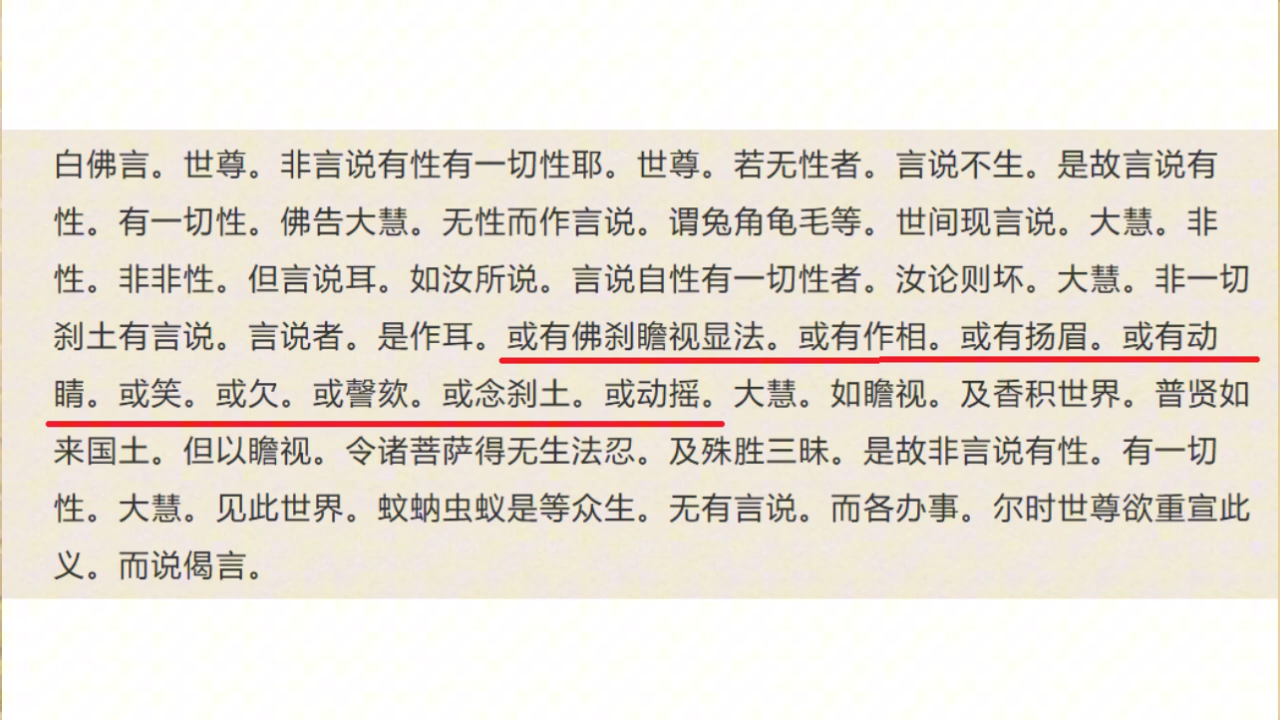 白佛言。世尊。非言说有性有一切性耶。世尊。若无性者。言说不生。是故言说有
性。有一切性。佛告大慧。无性而作言说。谓兔角龟毛等。世间现言说。大慧。非
性。非非性。但言说耳。如汝所说。言说自性有一切性者。汝论则坏。大慧。非一切
刹土有言说。言说者。是作耳。或有佛刹瞻视显法。或有作相。或有扬眉。或有动
睛。或笑。或欠。或謦欬。或念刹土。或动摇。大慧。如瞻视。及香积世界。普贤如
来国土。但以瞻视。令诸菩萨得无生法忍。及殊胜三昧。是故非言说有性。有一切
性。大慧。见此世界。蚊蚋虫蚁是等众生。无有言说。而各办事。尔时世尊欲重宣此
义。而说偈言。